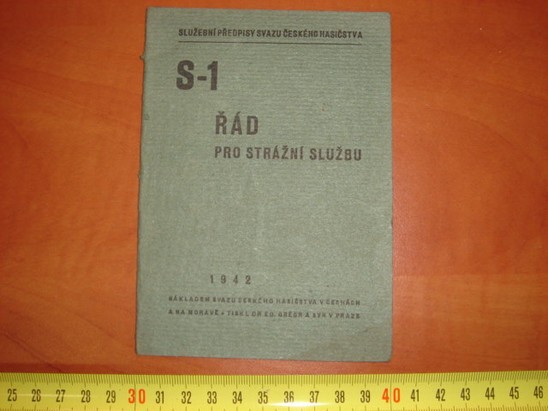 SLUŽEBNÍ PŘEDPISY SVAZU ČESKÉHO HASIČSTVA
S-1
ŘÁD
PRO STRÁŽNÍ SLUŽBU
1942
NÁKLADEM SVAZU ČESKÉHO HASIČSTVA V ČECHÁCH
A NA MORAVĚ • TISKL DR. ED. GRÉGR A SYN V PRAZE
25 26 27 28 29 30 31 32 33 34 35 36 37 38 39 40 41 42 43 44 45 46